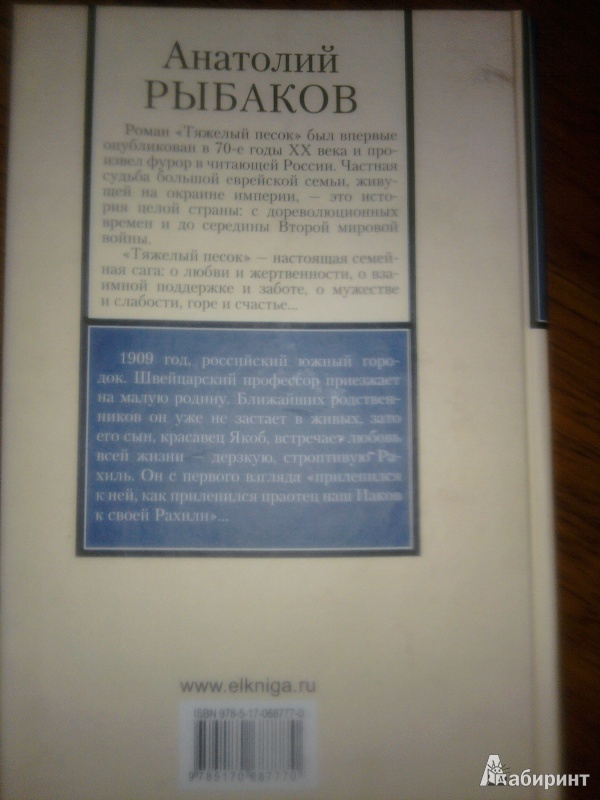 Анатолий
РЫБАКОВ
Роман «Тяжелый песок» был впервые
опубликован в 70-е годы XX века и про-
извел фурор в читающей России. Частная
судьба большой еврейской семьи, живу-
щей на окраине империи, — это исто-
рия целой страны: с дореволюционных
времен и до середины Второй мировой
войны.
«Тяжелый песок» — настоящая семей-
ная сага: о любви и жертвенности, о вза-
имной поддержке и заботе, о мужестве
и слабости, горе и счастье...
1909 год, российский южный горо-
док. Швейцарский профессор приезжает
на малую родину. Ближайших родствен-
ников он уже не застает в живых, зато
его сын, красавец Якоб, встречает любовь
всей жизни — дерзкую, строптивую Ра-
хиль. Он с первого взгляда «прилепился
к ней, как прилепился праотец наш Иаков
к своей Рахили»...
www.elkniga.ru
ISBN 978-5-17-066777-0
9 785170 667770
Лабиринт